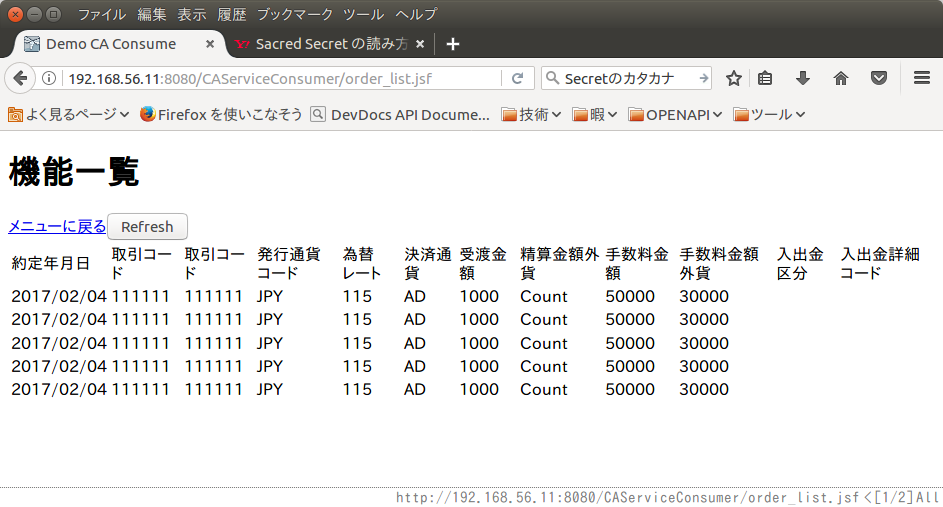 ファイル 編集 表示 履歴 ブックマーク ツール ヘルプ
Demo CA Consume Sacred Secret の読み方
192.168.56.11:8080/CAServiceConsumer/order_list.jsf Secretのカタカナ
よく見るページ Firefox を使いこなそう DevDocs API Docume... 技術 暇 OPENAPI ツール
機能一覧
メニューに戻る Refresh
約定年月日 取引コード 取引コード 発行通貨コード 為替レート 決済通貨 受渡金額 精算金額外貨 手数料金額 手数料金額外貨 入出金区分 入出金詳細コード
2017/02/04 111111 111111 JPY 115 AD 1000 Count 50000 30000
2017/02/04 111111 111111 JPY 115 AD 1000 Count 50000 30000
2017/02/04 111111 111111 JPY 115 AD 1000 Count 50000 30000
2017/02/04 111111 111111 JPY 115 AD 1000 Count 50000 30000
2017/02/04 111111 111111 JPY 115 AD 1000 Count 50000 30000
http://192.168.56.11:8080/CAServiceConsumer/order_list.jsf <[1/2]All